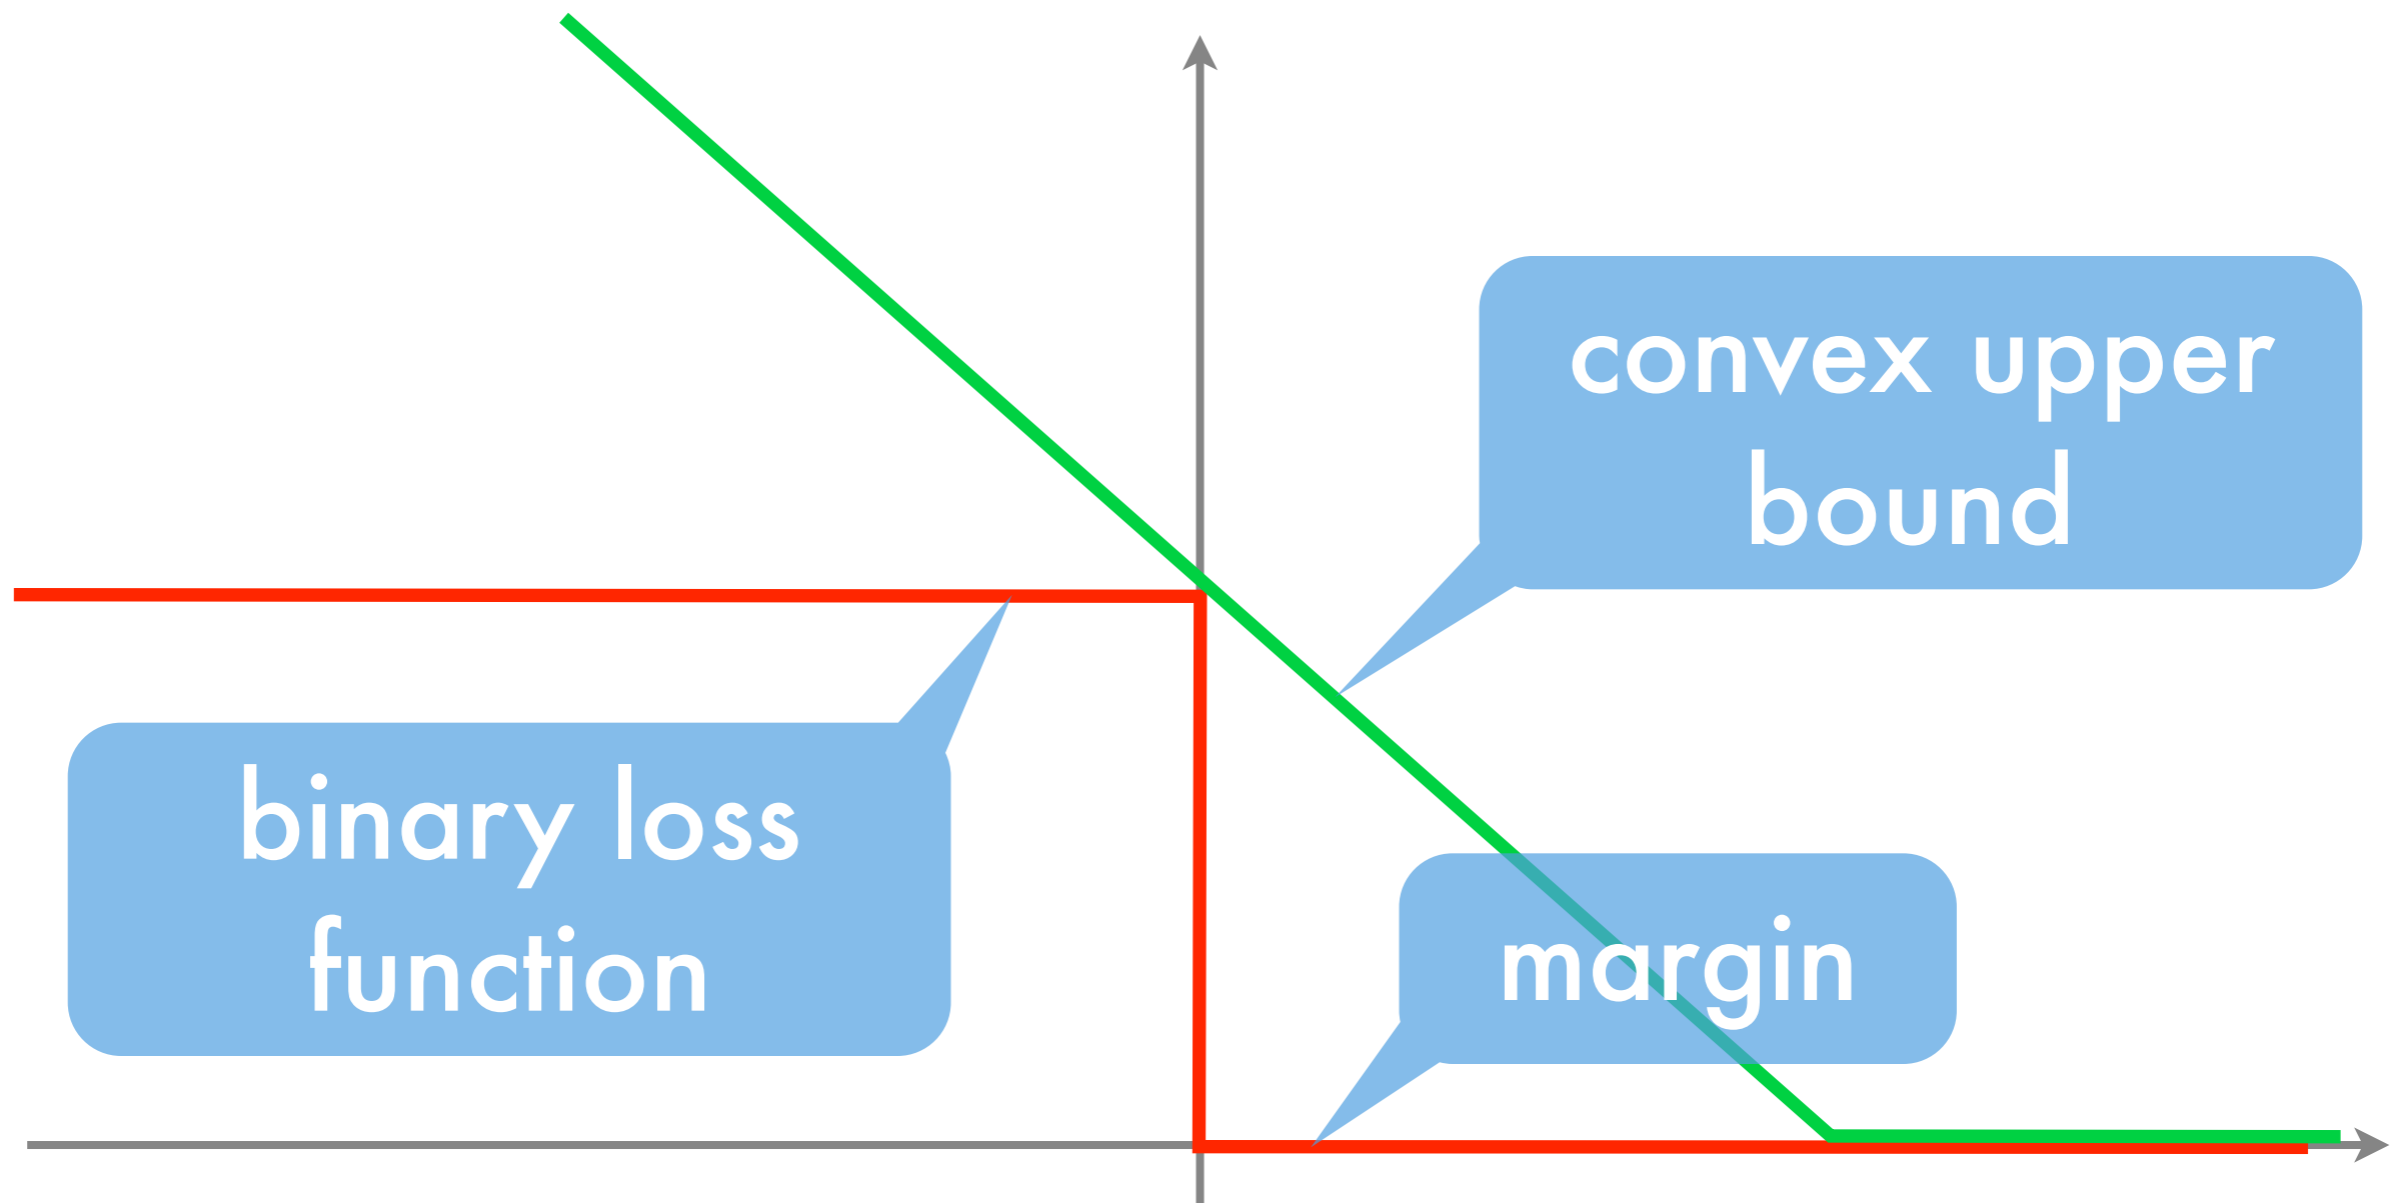 convex upper
bound
binary loss
function
margin